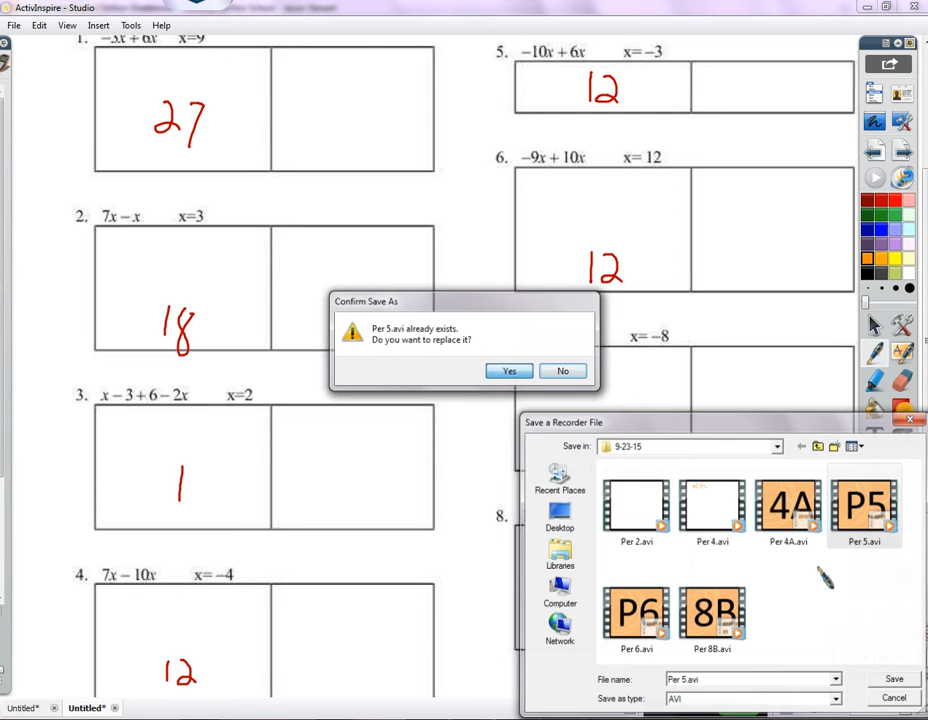 ActivInspire - Studio
File Edit View Insert Tools Help
1. −3x + 6x x=9
27
2. 7x − x x=3
18
3. x − 3 + 6 − 2x x=2
1
4. 7x − 10x x= −4
12
5. −10x + 6x x= −3
12
6. −9x + 10x x= 12
12
x= −8
8.
Confirm Save As
Per 5.avi already exists.
Do you want to replace it?
Yes No
Save a Recorder File
Save in: 9-23-15
Recent Places
Desktop
Libraries
Computer
Network
4A P5
Per 2.avi Per 4.avi Per 4A.avi Per 5.avi
P6 8B
Per 6.avi Per 8B.avi
File name: Per 5.avi Save
Save as type: AVI Cancel
Untitled* Untitled*